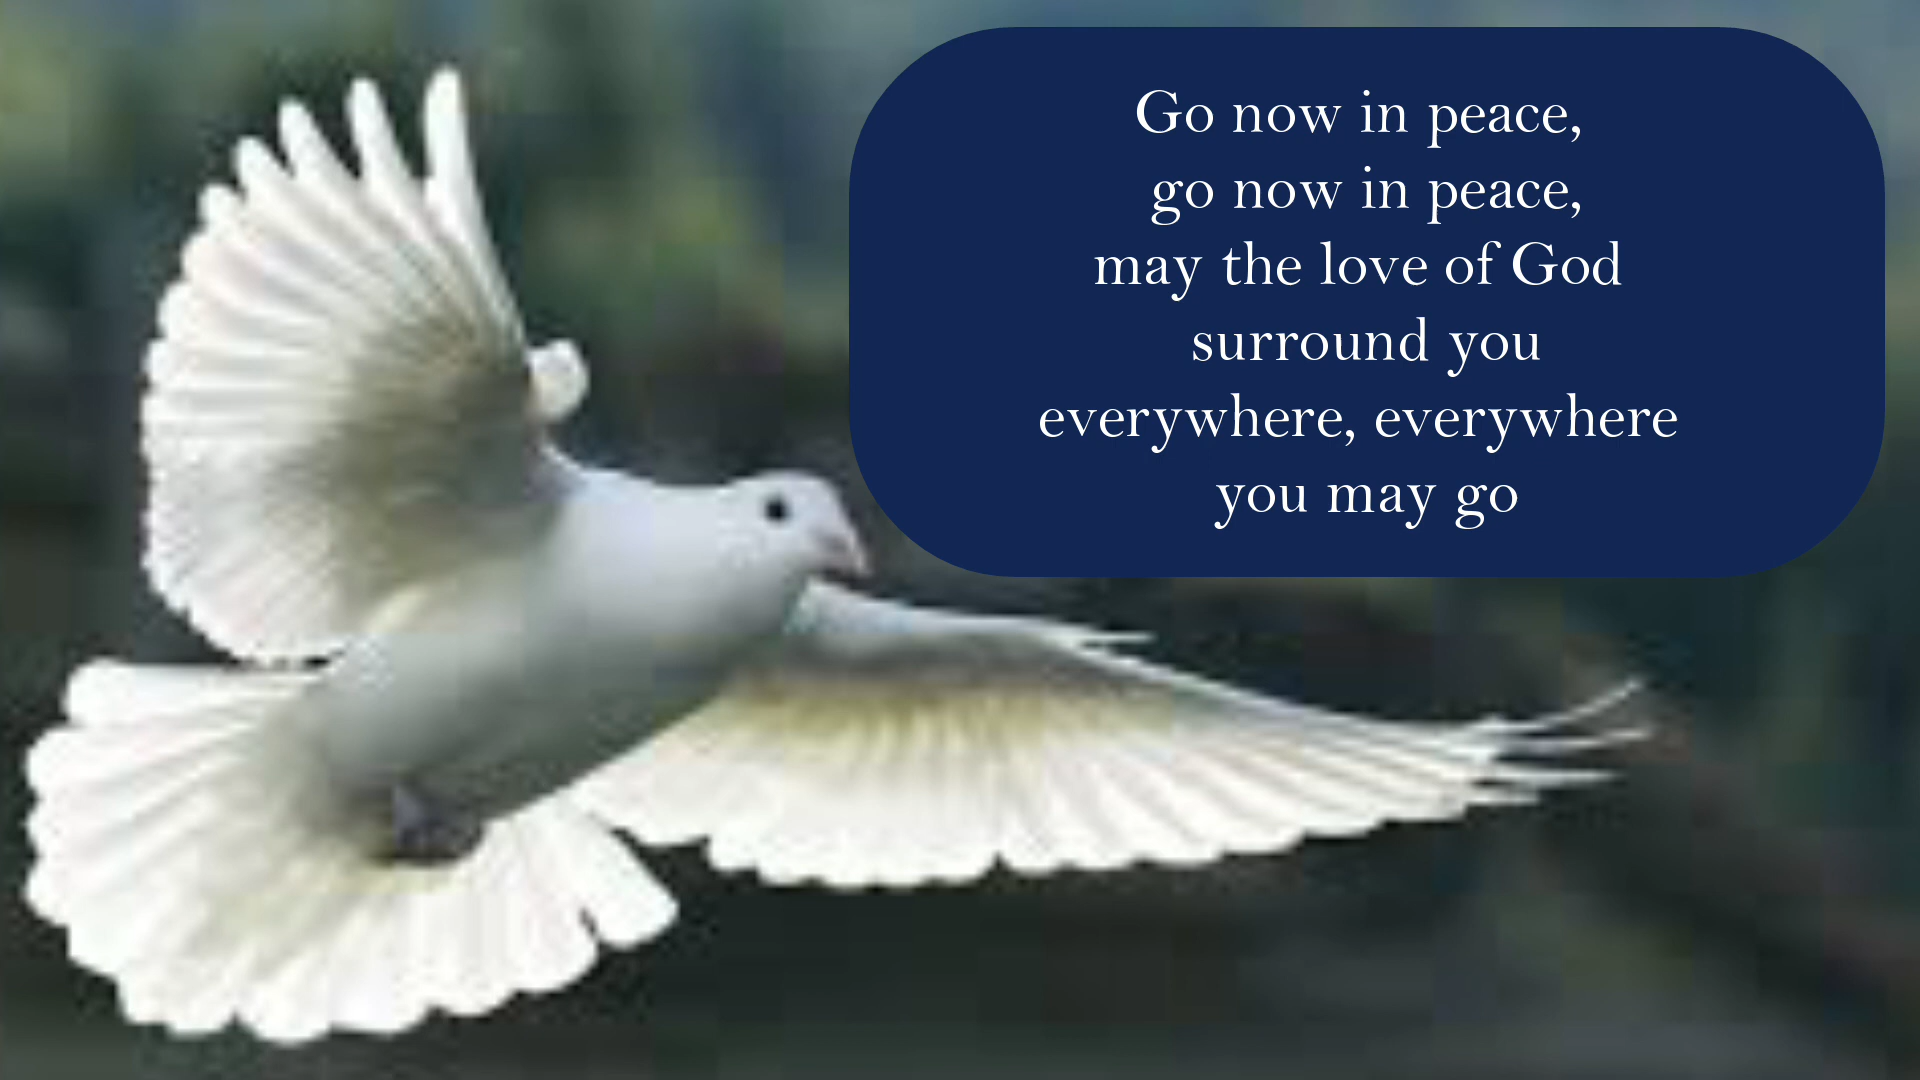 Go now in peace,
go now in peace,
may the love of God
surround you
everywhere, everywhere
you may go